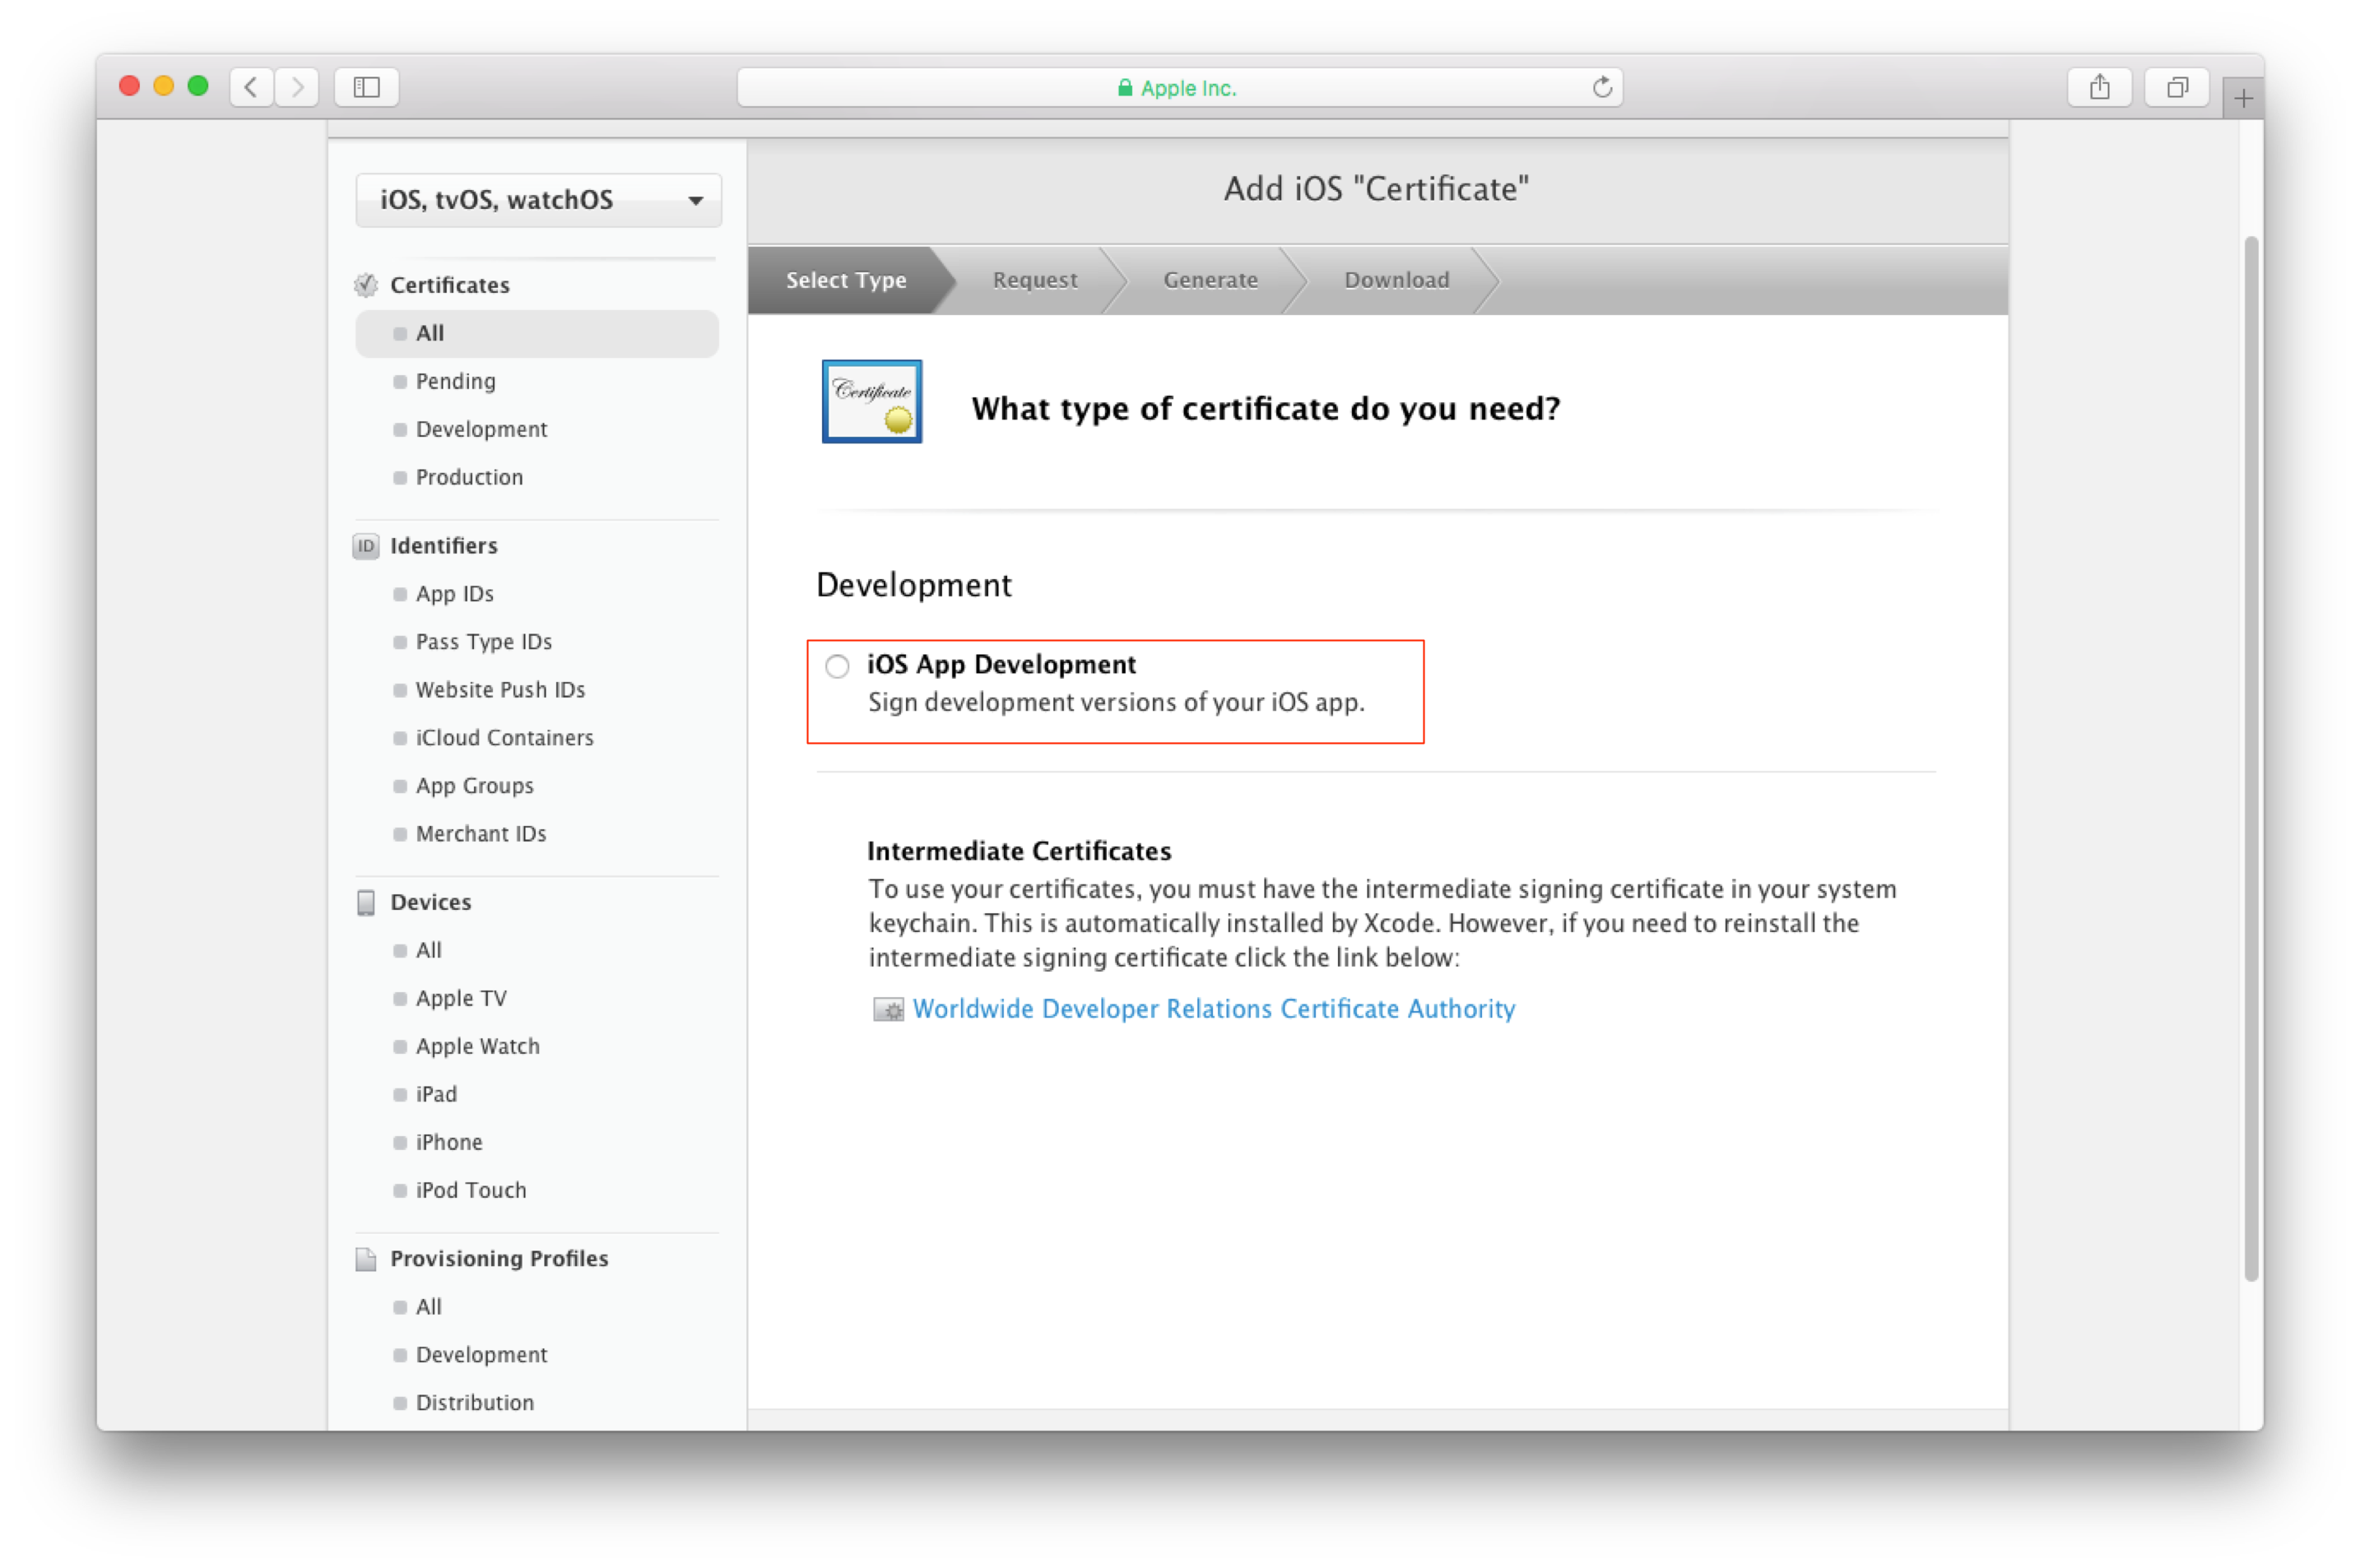 Apple Inc.
iOS, tvOS, watchOS
Certificates
All
Pending
Development
Production
ID Identifiers
App IDs
Pass Type IDs
Website Push IDs
iCloud Containers
App Groups
Merchant IDs
Devices
All
Apple TV
Apple Watch
iPad
iPhone
iPod Touch
Provisioning Profiles
All
Development
Distribution
Add iOS "Certificate"
Select Type Request Generate Download
Certificate
What type of certificate do you need?
Development
iOS App Development
Sign development versions of your iOS app.
Intermediate Certificates
To use your certificates, you must have the intermediate signing certificate in your system
keychain. This is automatically installed by Xcode. However, if you need to reinstall the
intermediate signing certificate click the link below:
Worldwide Developer Relations Certificate Authority